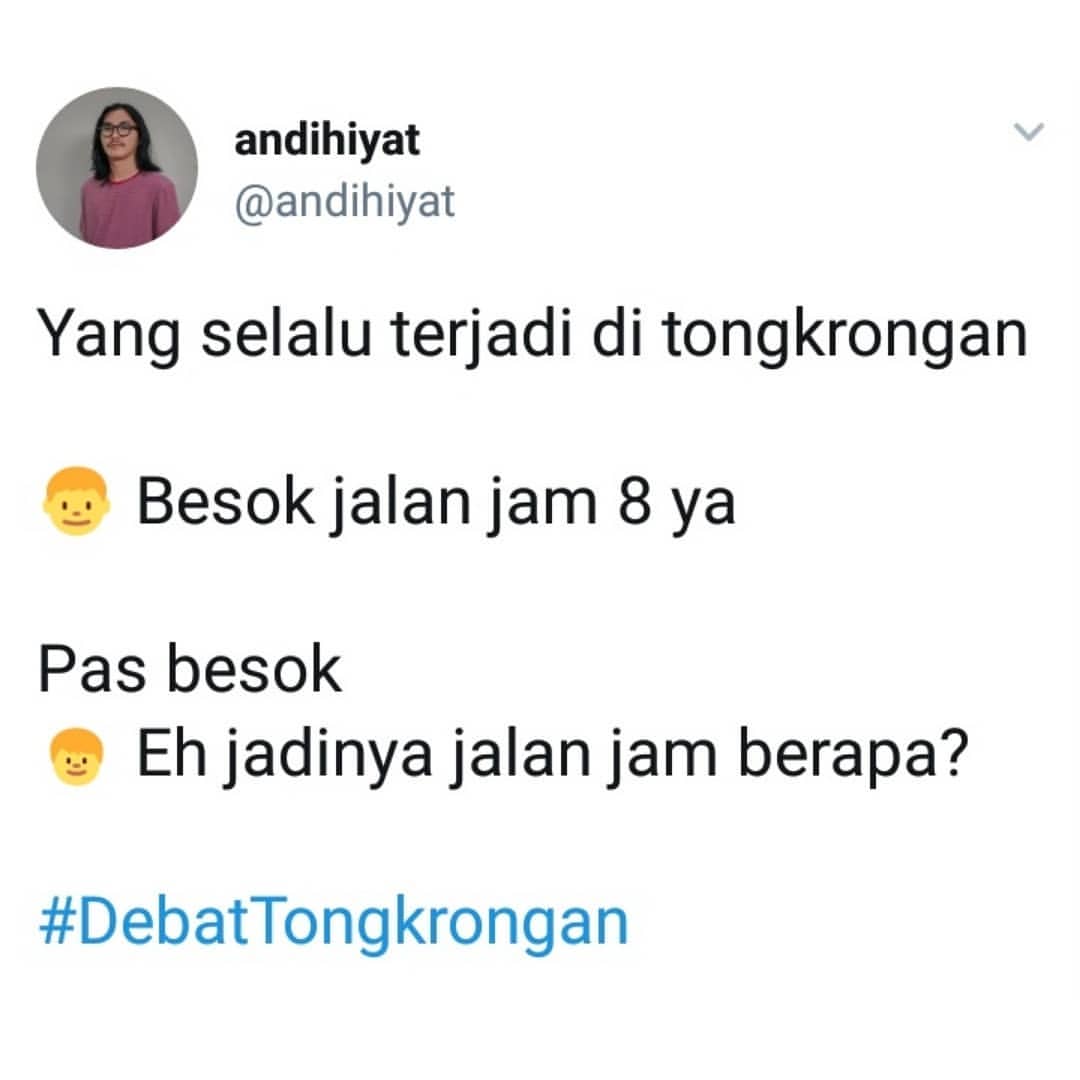 andihiyat
@andihiyat
Yang selalu terjadi di tongkrongan
👦 Besok jalan jam 8 ya
Pas besok
👦 Eh jadinya jalan jam berapa?
#DebatTongkrongan